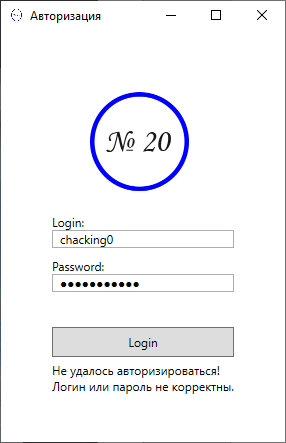 Авторизация
№ 20
Login:
chacking0
Password:
●●●●●●●●●●●
Login
Не удалось авторизироваться!
Логин или пароль не корректны.